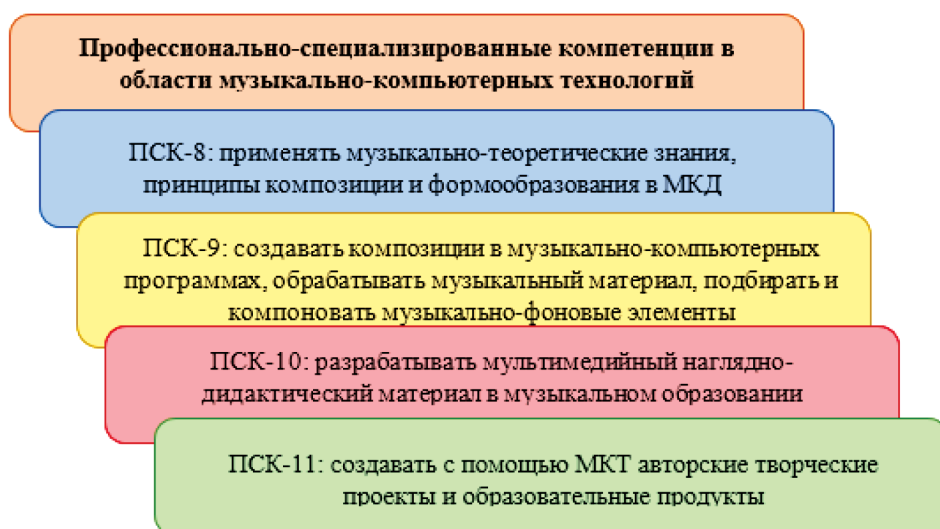 Профессионально-специализированные компетенции в
области музыкально-компьютерных технологий
ПСК-8: применять музыкально-теоретические знания,
принципы композиции и формообразования в МКД
ПСК-9: создавать композиции в музыкально-компьютерных
программах, обрабатывать музыкальный материал, подбирать и
компоновать музыкально-фоновые элементы
ПСК-10: разрабатывать мультимедийный наглядно-
дидактический материал в музыкальном образовании
ПСК-11: создавать с помощью МКТ авторские творческие
проекты и образовательные продукты